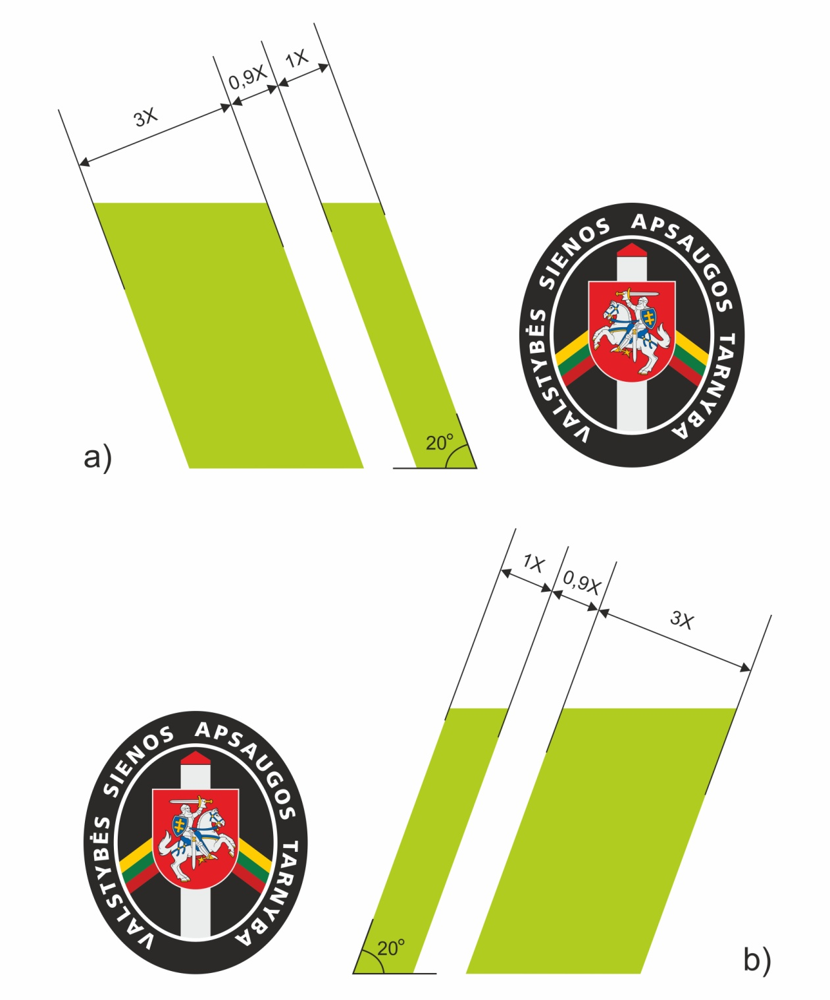 3X
0,9X
1X
VALSTYBĖS SIENOS APSAUGOS TARNYBA
20°
a)
1X
0,9X
3X
VALSTYBĖS SIENOS APSAUGOS TARNYBA
20°
b)